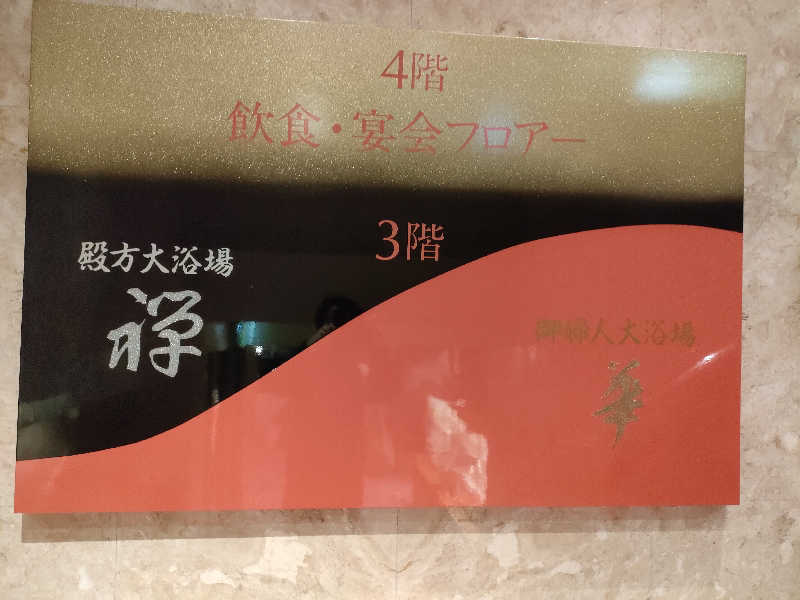 4階
飲食・宴会フロアー
3階
殿方大浴場
禅
御婦人大浴場
華